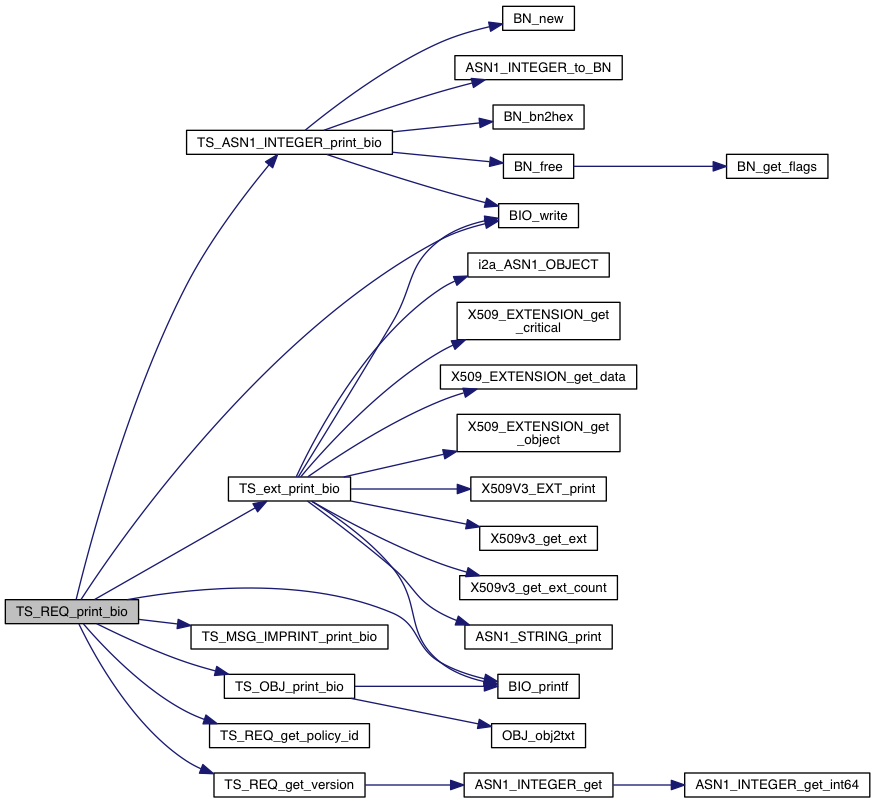 BN_new
ASN1_INTEGER_to_BN
BN_bn2hex
TS_ASN1_INTEGER_print_bio
BN_free
BN_get_flags
BIO_write
i2a_ASN1_OBJECT
X509_EXTENSION_get
_critical
X509_EXTENSION_get_data
X509_EXTENSION_get
_object
TS_ext_print_bio
X509V3_EXT_print
X509v3_get_ext
X509v3_get_ext_count
TS_REQ_print_bio
TS_MSG_IMPRINT_print_bio
ASN1_STRING_print
TS_OBJ_print_bio
BIO_printf
TS_REQ_get_policy_id
OBJ_obj2txt
TS_REQ_get_version
ASN1_INTEGER_get
ASN1_INTEGER_get_int64